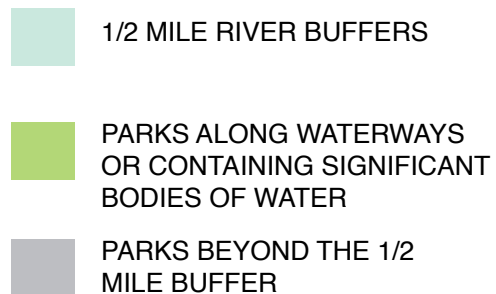 1/2 MILE RIVER BUFFERS
PARKS ALONG WATERWAYS
OR CONTAINING SIGNIFICANT
BODIES OF WATER
PARKS BEYOND THE 1/2
MILE BUFFER